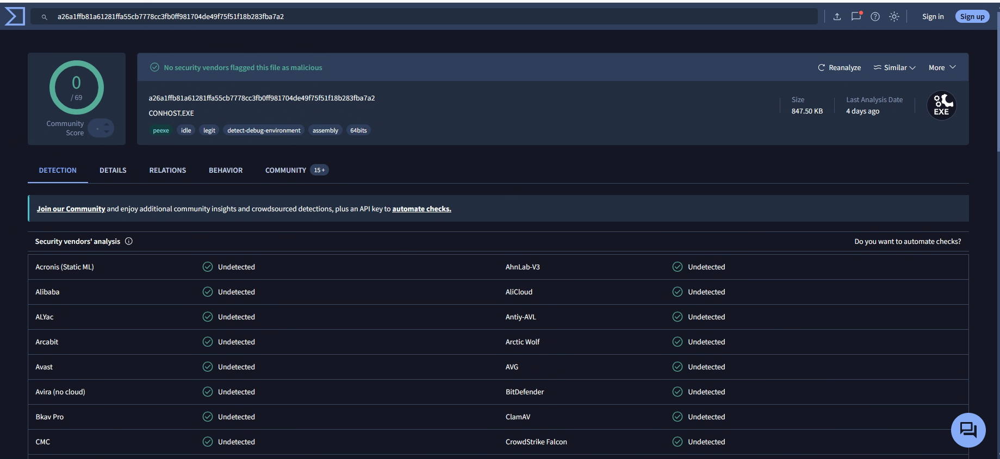 a26a1ffb81a61281ffa55cb7778cc3fb0ff981704de49f75f51f18b283fba7a2
Sign in
Sign up
0
/ 69
Community
Score
No security vendors flagged this file as malicious
Reanalyze
Similar
More
a26a1ffb81a61281ffa55cb7778cc3fb0ff981704de49f75f51f18b283fba7a2
CONHOST.EXE
peexe idle legit detect-debug-environment assembly 64bits
Size
847.50 KB
Last Analysis Date
4 days ago
EXE
DETECTION DETAILS RELATIONS BEHAVIOR COMMUNITY 15+
Join our Community and enjoy additional community insights and crowdsourced detections, plus an API key to automate checks.
Security vendors' analysis
Do you want to automate checks?
Acronis (Static ML) Undetected AhnLab-V3 Undetected
Alibaba Undetected AliCloud Undetected
ALYac Undetected Antiy-AVL Undetected
Arcabit Undetected Arctic Wolf Undetected
Avast Undetected AVG Undetected
Avira (no cloud) Undetected BitDefender Undetected
Bkav Pro Undetected ClamAV Undetected
CMC Undetected CrowdStrike Falcon Undetected